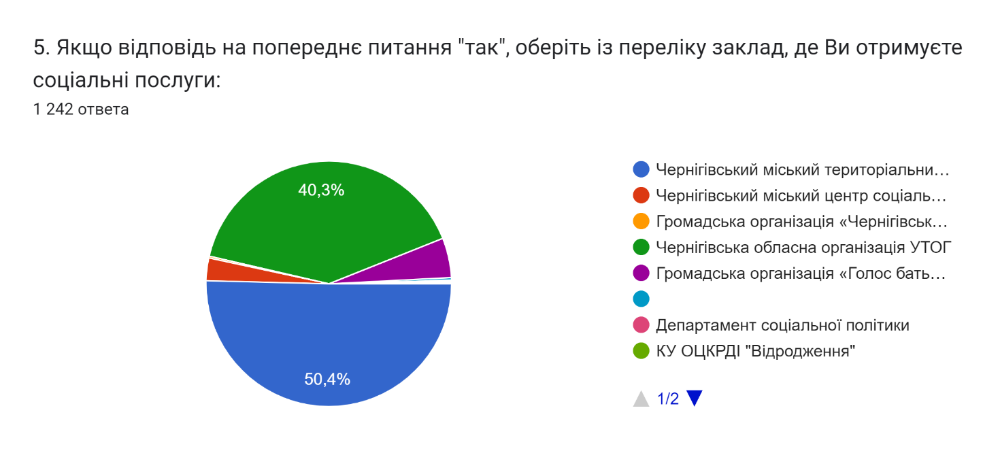 5. Якщо відповідь на попереднє питання "так", оберіть із переліку заклад, де Ви отримуєте
соціальні послуги:
1 242 ответа
40,3%
50,4%
Чернігівський міський територіальни…
Чернігівський міський центр соціаль…
Громадська організація «Чернігівськ…
Чернігівська обласна організація УТОГ
Громадська організація «Голос бать…
Департамент соціальної політики
КУ ОЦКРДІ "Відродження"
1/2